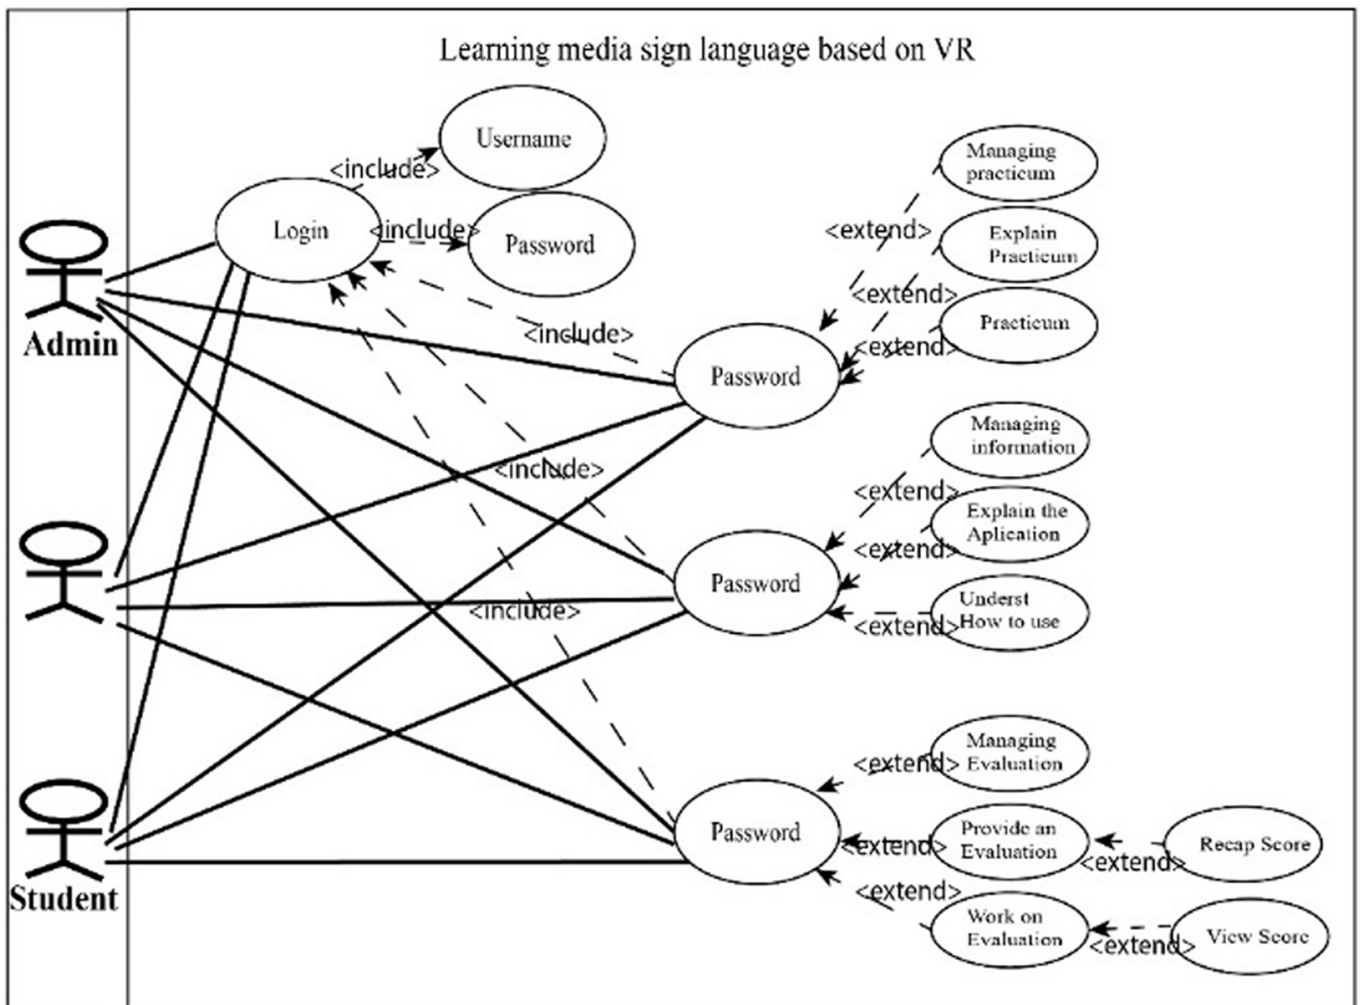 Learning media sign language based on VR
Username
<include>
Login
<include>
Password
Admin
<include>
Password
<extend>
Managing
practicum
<extend>
Explain
Practicum
<extend>
Practicum
<include>
Password
<extend>
Managing
information
<extend>
Explain the
Aplication
<extend>
Underst
How to use
<include>
Password
<extend>
Managing
Evaluation
<extend>
Provide an
Evaluation
<extend>
Recap Score
<extend>
Work on
Evaluation
<extend>
View Score
Student